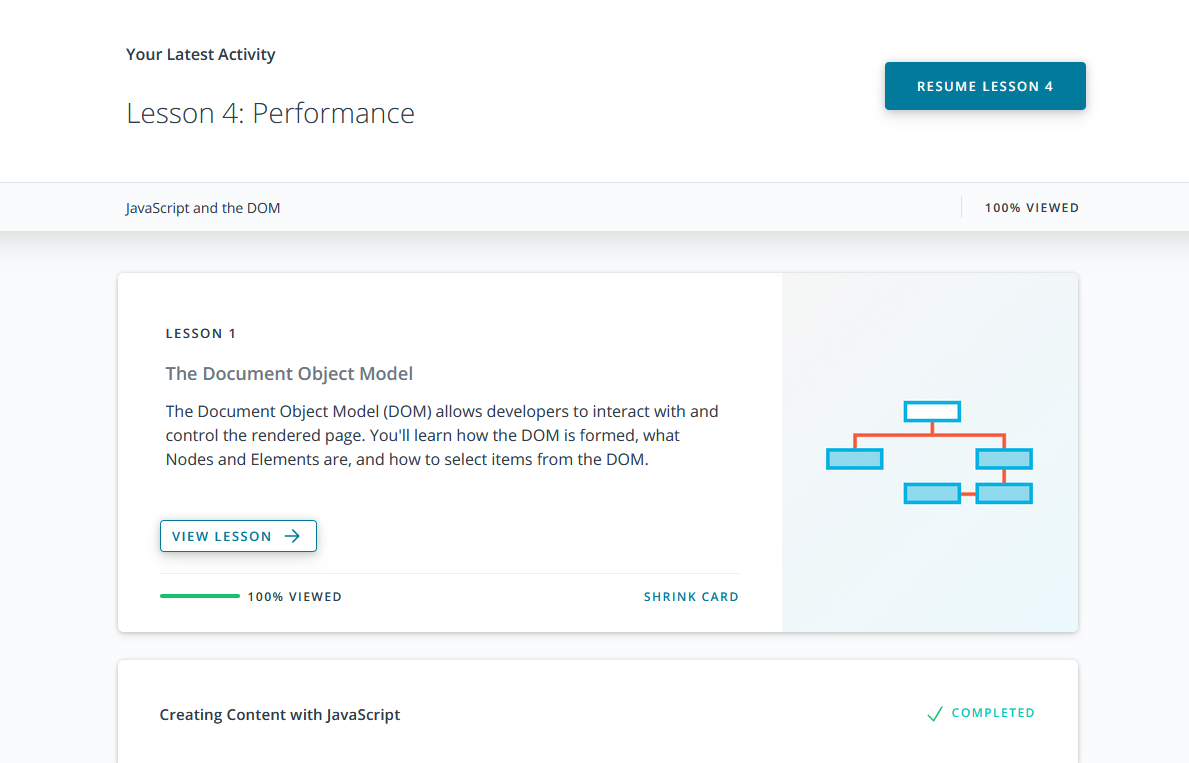 Your Latest Activity
Lesson 4: Performance
RESUME LESSON 4
JavaScript and the DOM
100% VIEWED
LESSON 1
The Document Object Model
The Document Object Model (DOM) allows developers to interact with and
control the rendered page. You'll learn how the DOM is formed, what
Nodes and Elements are, and how to select items from the DOM.
VIEW LESSON
100% VIEWED
SHRINK CARD
Creating Content with JavaScript
COMPLETED